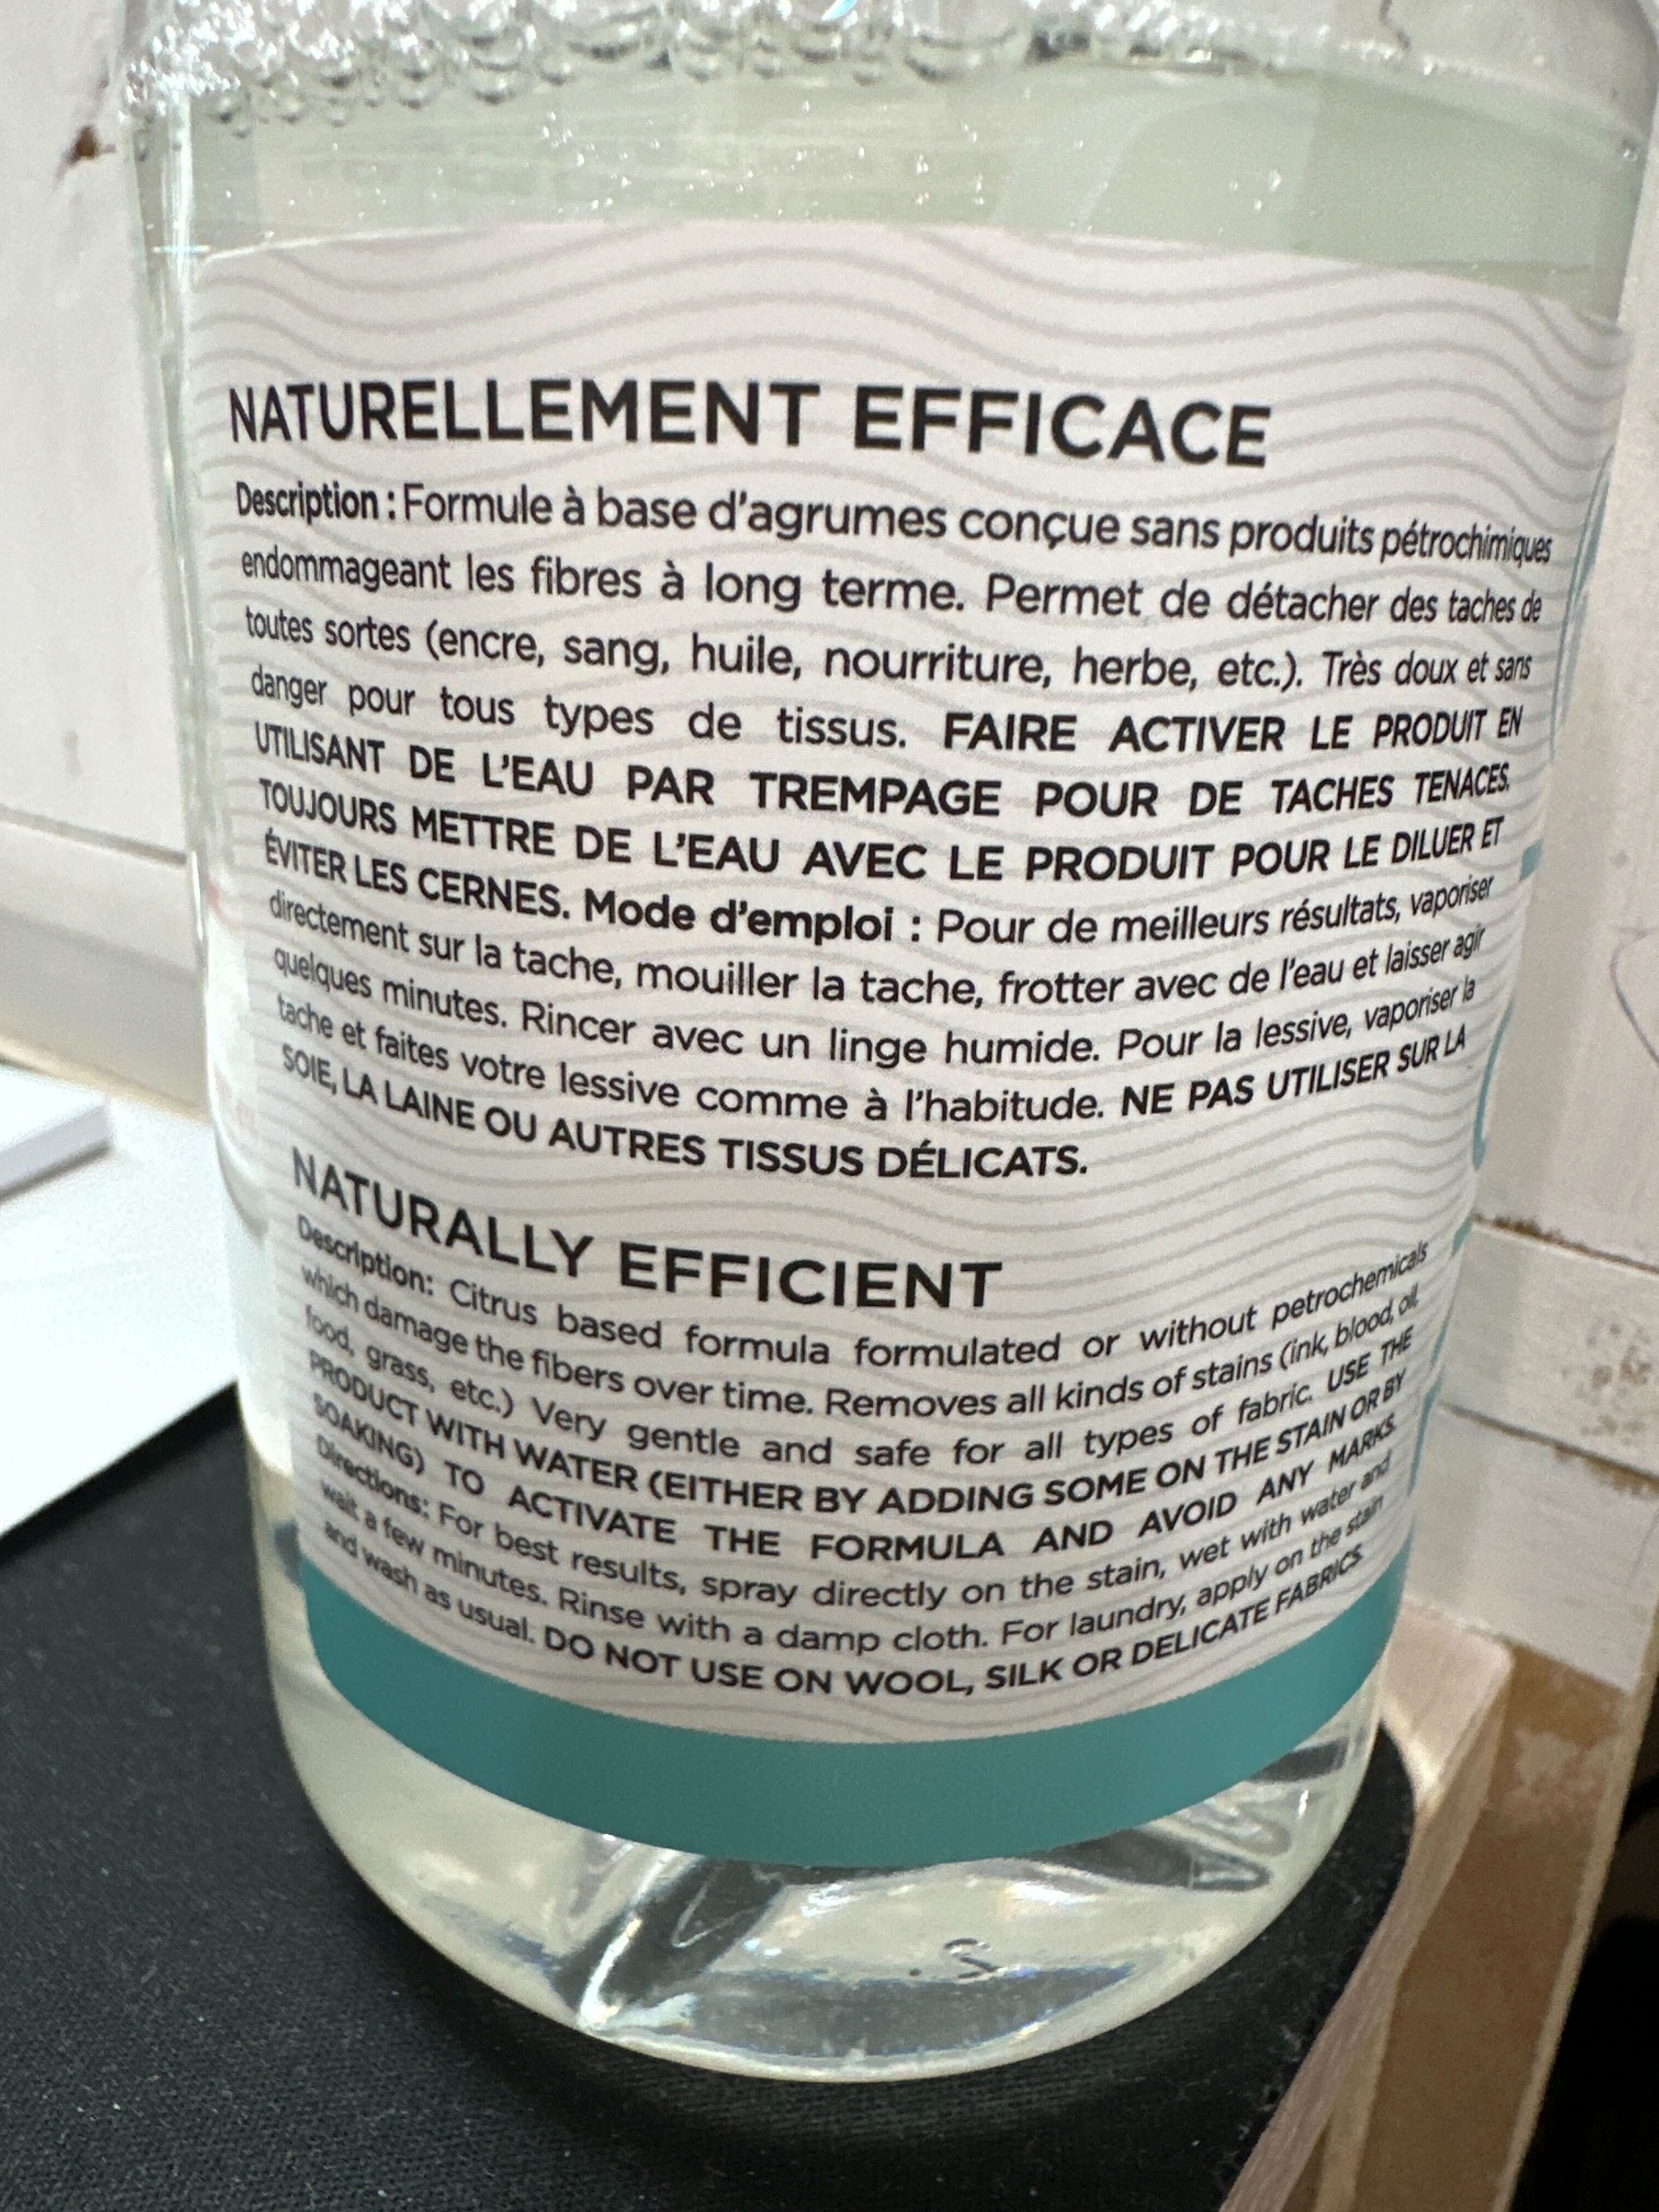 NATURELLEMENT EFFICACE
Description : Formule à base d'agrumes conçue sans produits pétrochimiques
endommageant les fibres à long terme. Permet de détacher des taches de
toutes sortes (encre, sang, huile, nourriture, herbe, etc.). Très doux et sans
danger pour tous types de tissus. FAIRE ACTIVER LE PRODUIT EN
UTILISANT DE L'EAU PAR TREMPAGE POUR DE TACHES TENACES.
TOUJOURS METTRE DE L'EAU AVEC LE PRODUIT POUR LE DILUER ET
ÉVITER LES CERNES. Mode d'emploi : Pour de meilleurs résultats, vaporiser
directement sur la tache, mouiller la tache, frotter avec de l'eau et laisser agir
quelques minutes. Rincer avec un linge humide. Pour la lessive, vaporiser la
tache et faites votre lessive comme à l'habitude. NE PAS UTILISER SUR LA
SOIE, LA LAINE OU AUTRES TISSUS DÉLICATS.
NATURALLY EFFICIENT
Description: Citrus based formula formulated or without petrochemicals
which damage the fibers over time. Removes all kinds of stains (ink, blood, oil,
food, grass, etc.) Very gentle and safe for all types of fabric. USE THE
PRODUCT WITH WATER (EITHER BY ADDING SOME ON THE STAIN OR BY
SOAKING) TO ACTIVATE THE FORMULA AND AVOID ANY MARKS.
Directions: For best results, spray directly on the stain, wet with water and
wait a few minutes. Rinse with a damp cloth. For laundry, apply on the stain
and wash as usual. DO NOT USE ON WOOL, SILK OR DELICATE FABRICS.